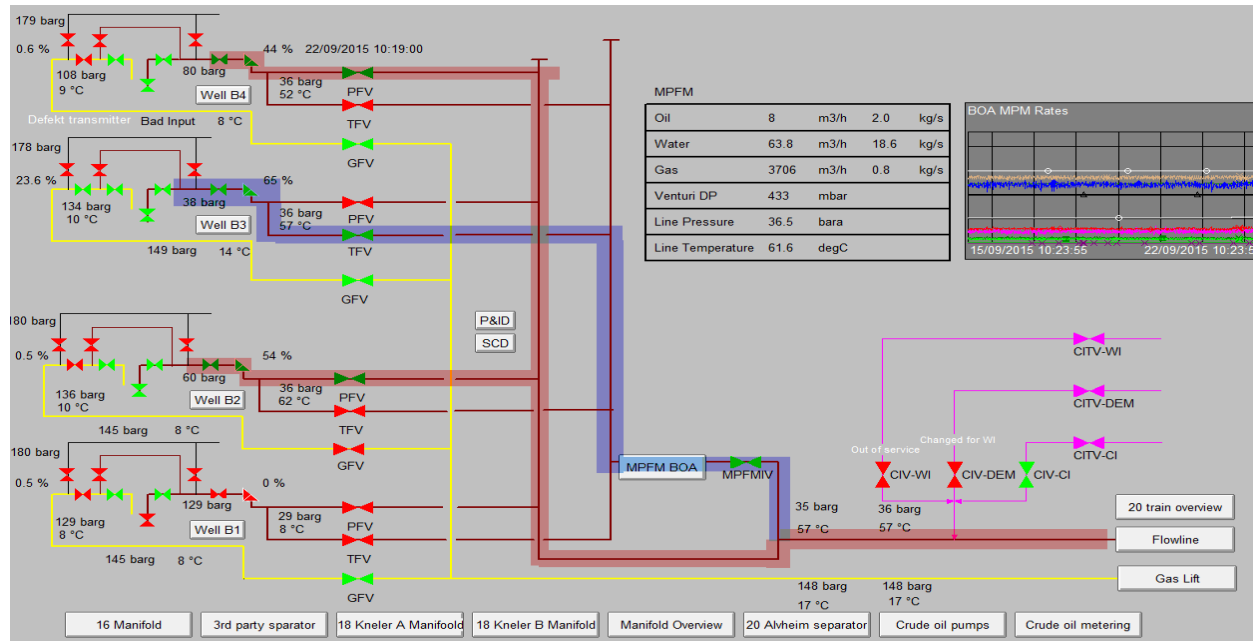 179 barg
0.6 %
108 barg
9 °C
80 barg
Well B4
44 %
22/09/2015 10:19:00
36 barg
52 °C
PFV
TFV
GFV
Defekt transmitter
Bad Input
8 °C
178 barg
23.6 %
134 barg
10 °C
38 barg
Well B3
65 %
36 barg
57 °C
PFV
TFV
GFV
149 barg
14 °C
180 barg
0.5 %
136 barg
10 °C
60 barg
Well B2
54 %
36 barg
62 °C
PFV
TFV
GFV
145 barg
8 °C
180 barg
0.5 %
129 barg
8 °C
129 barg
Well B1
0 %
29 barg
8 °C
PFV
TFV
GFV
145 barg
8 °C
P&ID
SCD
MPFM
Oil 8 m3/h 2.0 kg/s
Water 63.8 m3/h 18.6 kg/s
Gas 3706 m3/h 0.8 kg/s
Venturi DP 433 mbar
Line Pressure 36.5 bara
Line Temperature 61.6 degC
BOA MPM Rates
15/09/2015 10:23:55
22/09/2015 10:23:5
CITV-WI
CITV-DEM
CITV-CI
Out of service
Changed for WI
CIV-WI
CIV-DEM
CIV-CI
MPFM BOA
MPFMIV
35 barg
57 °C
36 barg
57 °C
20 train overview
Flowline
Gas Lift
148 barg
17 °C
148 barg
17 °C
16 Manifold
3rd party sparator
18 Kneler A Manifoold
18 Kneler B Manifold
Manifold Overview
20 Alvheim separator
Crude oil pumps
Crude oil metering